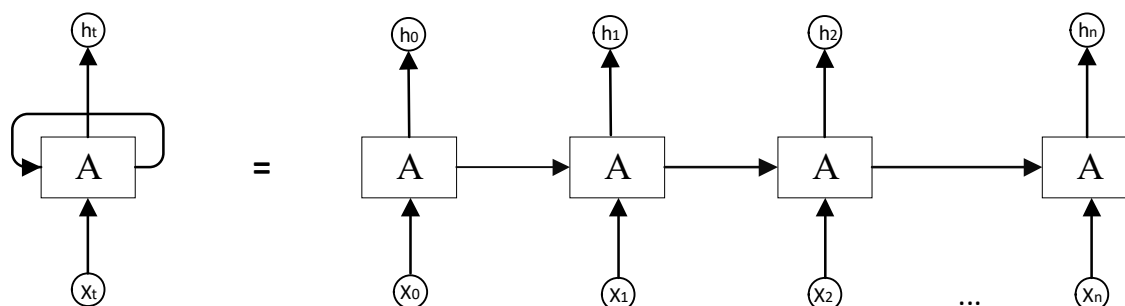 hₜ h₀ h₁ h₂ hₙ
A = A A A A
Xₜ X₀ X₁ X₂ ... Xₙ